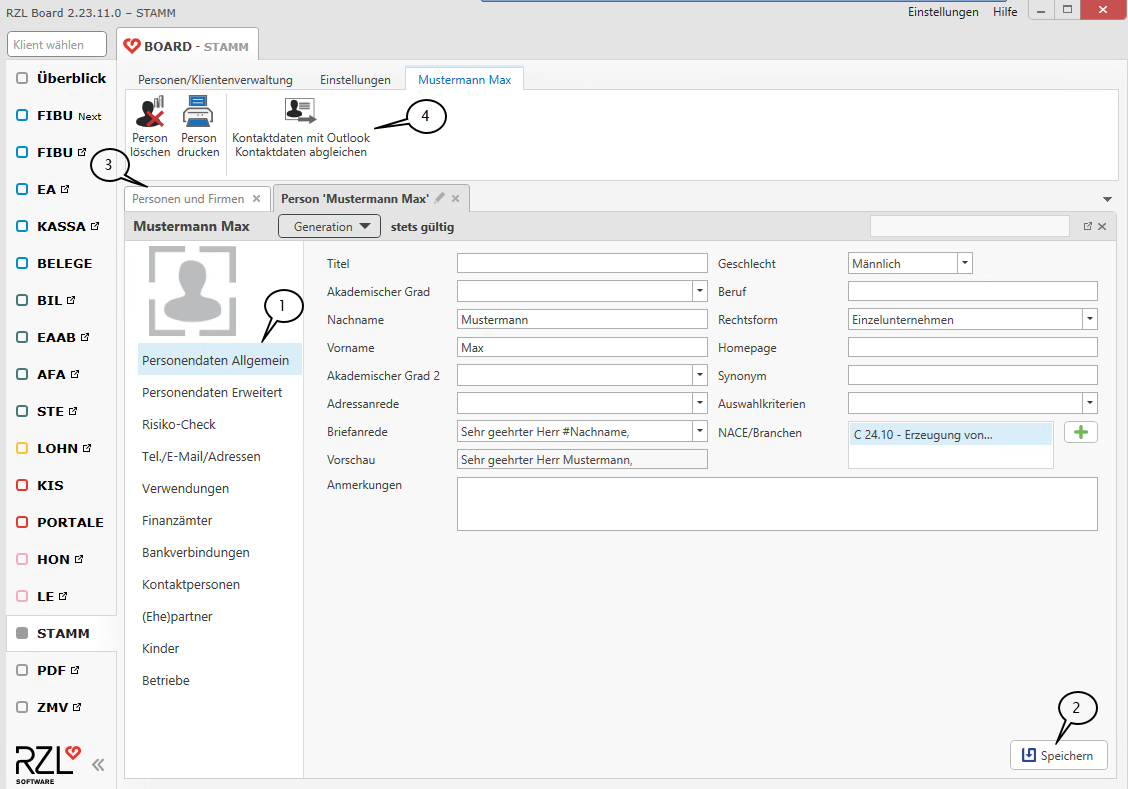 RZL Board 2.23.11.0 – STAMM
Einstellungen Hilfe
Klient wählen
BOARD - STAMM
Überblick
FIBU Next
FIBU
EA
KASSA
BELEGE
BIL
EAAB
AFA
STE
LOHN
KIS
PORTALE
HON
LE
STAMM
PDF
ZMV
RZL
SOFTWARE
Personen/Klientenverwaltung Einstellungen Mustermann Max
Person löschen
Person drucken
Kontaktdaten mit Outlook
Kontaktdaten abgleichen
4
3
Personen und Firmen Person 'Mustermann Max'
Mustermann Max Generation stets gültig
1
Personendaten Allgemein
Personendaten Erweitert
Risiko-Check
Tel./E-Mail/Adressen
Verwendungen
Finanzämter
Bankverbindungen
Kontaktpersonen
(Ehe)partner
Kinder
Betriebe
Titel
Akademischer Grad
Nachname Mustermann
Vorname Max
Akademischer Grad 2
Adressanrede
Briefanrede Sehr geehrter Herr #Nachname,
Vorschau Sehr geehrter Herr Mustermann,
Anmerkungen
Geschlecht Männlich
Beruf
Rechtsform Einzelunternehmen
Homepage
Synonym
Auswahlkriterien
NACE/Branchen C 24.10 - Erzeugung von...
2
Speichern